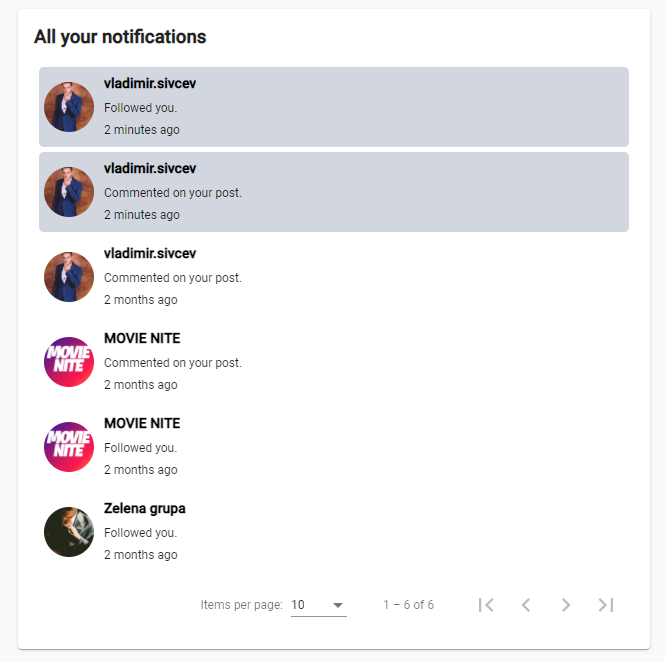 All your notifications
vladimir.sivcev
Followed you.
2 minutes ago
vladimir.sivcev
Commented on your post.
2 minutes ago
vladimir.sivcev
Commented on your post.
2 months ago
MOVIE NITE
MOVIE
NITE
Commented on your post.
2 months ago
MOVIE NITE
MOVIE
NITE
Followed you.
2 months ago
Zelena grupa
Followed you.
2 months ago
Items per page: 10 1 – 6 of 6